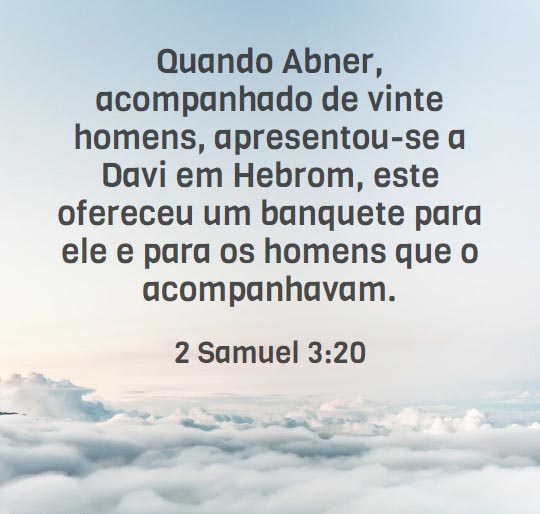 Quando Abner,
acompanhado de vinte
homens, apresentou-se a
Davi em Hebrom, este
ofereceu um banquete para
ele e para os homens que o
acompanhavam.
2 Samuel 3:20